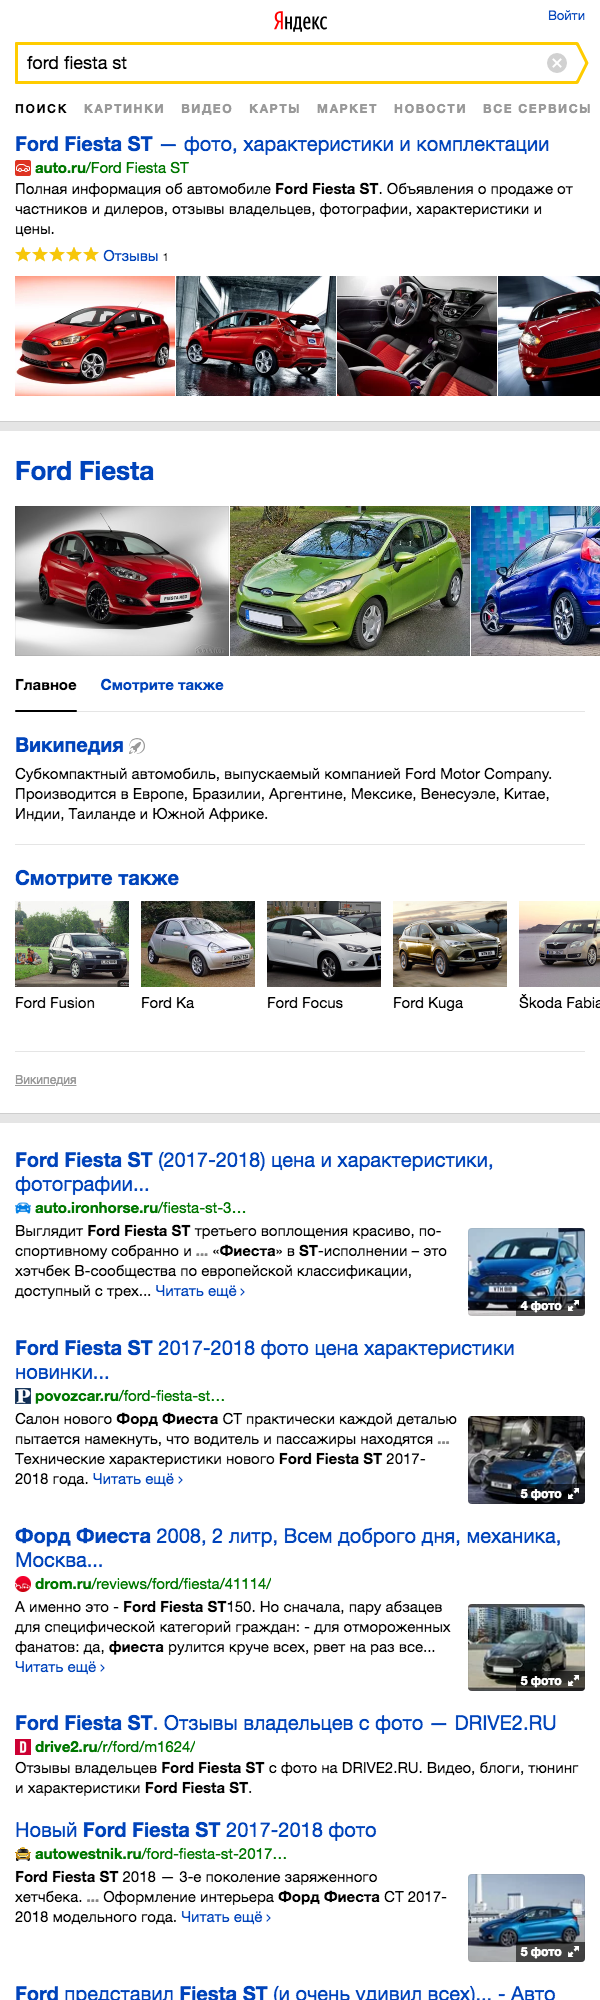 Яндекс
Войти
ford fiesta st
ПОИСК КАРТИНКИ ВИДЕО КАРТЫ МАРКЕТ НОВОСТИ ВСЕ СЕРВИСЫ
Ford Fiesta ST — фото, характеристики и комплектации
auto.ru/Ford Fiesta ST
Полная информация об автомобиле Ford Fiesta ST. Объявления о продаже от
частников и дилеров, отзывы владельцев, фотографии, характеристики и
цены.
Отзывы 1
Ford Fiesta
Главное Смотрите также
Википедия
Субкомпактный автомобиль, выпускаемый компанией Ford Motor Company.
Производится в Европе, Бразилии, Аргентине, Мексике, Венесуэле, Китае,
Индии, Таиланде и Южной Африке.
Смотрите также
Ford Fusion Ford Ka Ford Focus Ford Kuga Škoda Fabia
Википедия
Ford Fiesta ST (2017-2018) цена и характеристики,
фотографии...
auto.ironhorse.ru/fiesta-st-3...
Выглядит Ford Fiesta ST третьего воплощения красиво, по-
спортивному собранно и ... «Фиеста» в ST-исполнении – это
хэтчбек B-сообщества по европейской классификации,
доступный с трех... Читать ещё ›
4 фото
Ford Fiesta ST 2017-2018 фото цена характеристики
новинки...
povozcar.ru/ford-fiesta-st...
Салон нового Форд Фиеста СТ практически каждой деталью
пытается намекнуть, что водитель и пассажиры находятся ...
Технические характеристики нового Ford Fiesta ST 2017-
2018 года. Читать ещё ›
5 фото
Форд Фиеста 2008, 2 литр, Всем доброго дня, механика,
Москва...
drom.ru/reviews/ford/fiesta/41114/
А именно это - Ford Fiesta ST150. Но сначала, пару абзацев
для специфической категорий граждан: - для отмороженных
фанатов: да, фиеста рулится круче всех, рвет на раз все...
Читать ещё ›
5 фото
Ford Fiesta ST. Отзывы владельцев с фото — DRIVE2.RU
drive2.ru/r/ford/m1624/
Отзывы владельцев Ford Fiesta ST с фото на DRIVE2.RU. Видео, блоги, тюнинг
и характеристики Ford Fiesta ST.
Новый Ford Fiesta ST 2017-2018 фото
autowestnik.ru/ford-fiesta-st-2017...
Ford Fiesta ST 2018 — 3-е поколение заряженного
хетчбека. ... Оформление интерьера Форд Фиеста СТ 2017-
2018 модельного года. Читать ещё ›
5 фото
Ford представил Fiesta ST (и очень удивил всех)... - Авто